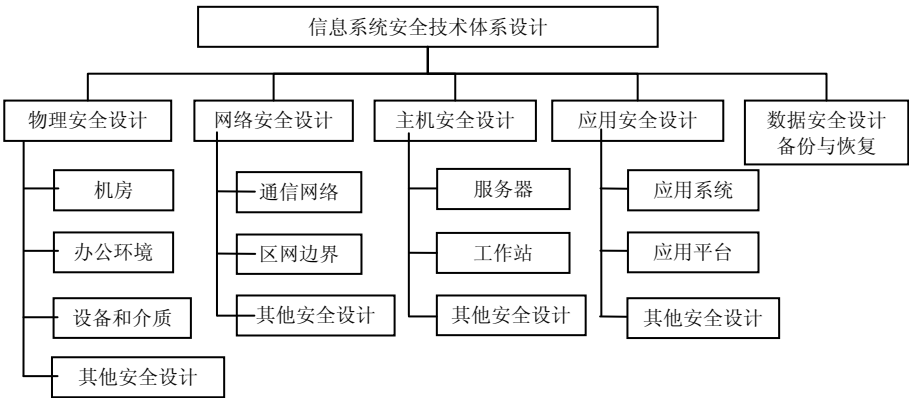 信息系统安全技术体系设计
物理安全设计
网络安全设计
主机安全设计
应用安全设计
数据安全设计
备份与恢复
机房
办公环境
设备和介质
其他安全设计
通信网络
区网边界
其他安全设计
服务器
工作站
其他安全设计
应用系统
应用平台
其他安全设计